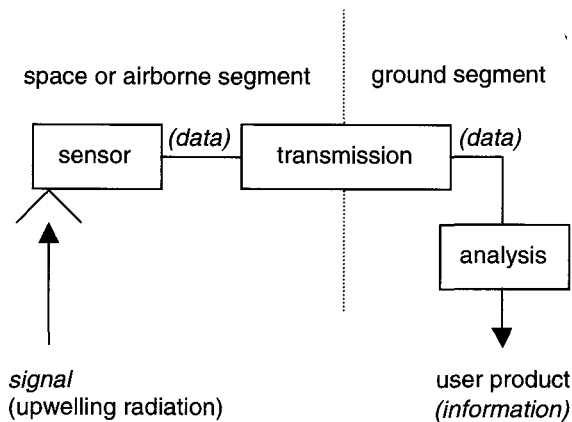 space or airborne segment
ground segment
sensor
(data)
transmission
(data)
analysis
signal
(upwelling radiation)
user product
(information)